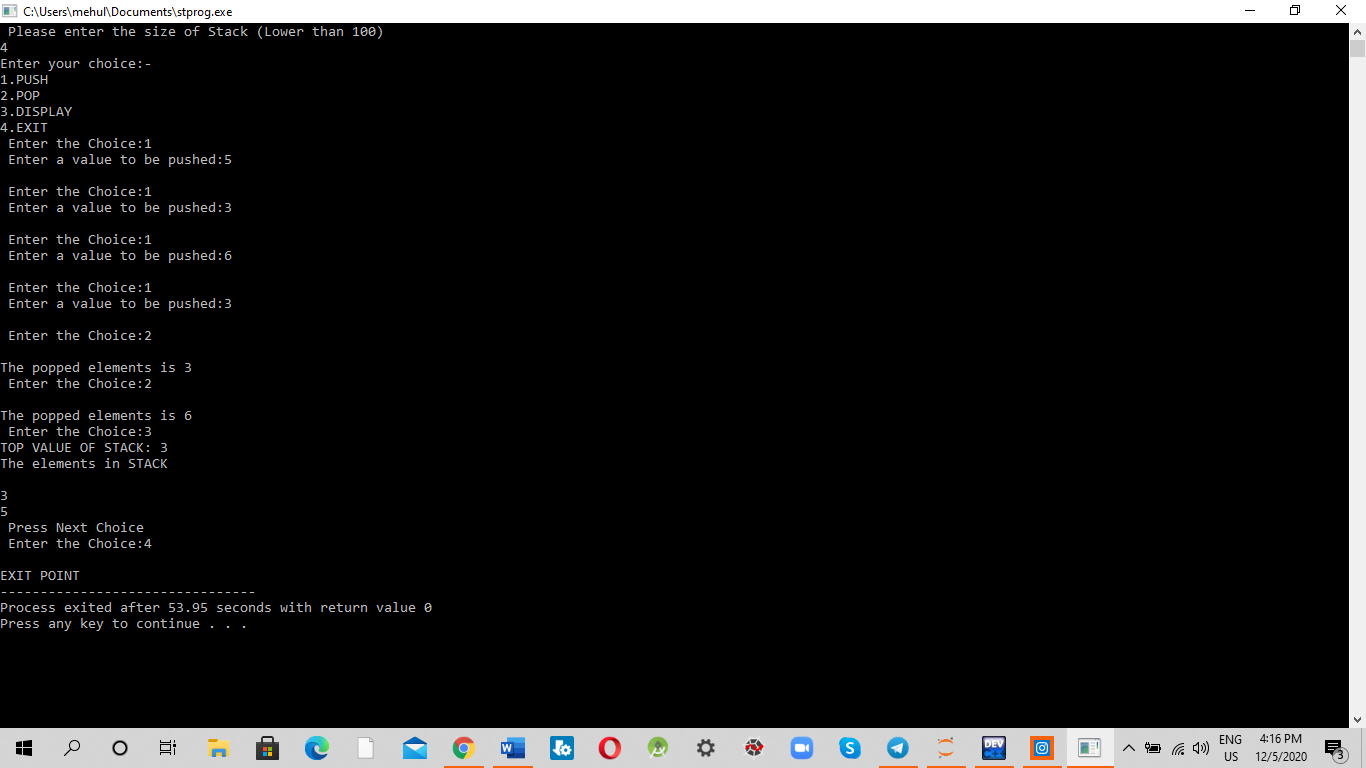 C:\Users\mehul\Documents\stprog.exe
Please enter the size of Stack (Lower than 100)
4
Enter your choice:-
1.PUSH
2.POP
3.DISPLAY
4.EXIT
Enter the Choice:1
Enter a value to be pushed:5
Enter the Choice:1
Enter a value to be pushed:3
Enter the Choice:1
Enter a value to be pushed:6
Enter the Choice:1
Enter a value to be pushed:3
Enter the Choice:2
The popped elements is 3
Enter the Choice:2
The popped elements is 6
Enter the Choice:3
TOP VALUE OF STACK: 3
The elements in STACK
3
5
Press Next Choice
Enter the Choice:4
EXIT POINT
--------------------------------
Process exited after 53.95 seconds with return value 0
Press any key to continue . . .
W
S
DEV
ENG
US
4:16 PM
12/5/2020
3